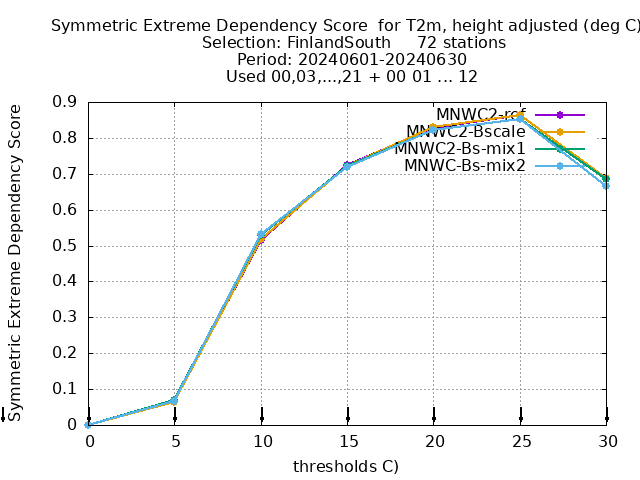 Symmetric Extreme Dependency Score for T2m, height adjusted (deg C)
Selection: FinlandSouth 72 stations
Period: 20240601-20240630
Used 00,03,...,21 + 00 01 ... 12
Symmetric Extreme Dependency Score
0.9
0.8
0.7
0.6
0.5
0.4
0.3
0.2
0.1
0
MNWC2-ref
MNWC2-Bscale
MNWC2-Bs-mix1
MNWC-Bs-mix2
0 5 10 15 20 25 30
thresholds C)